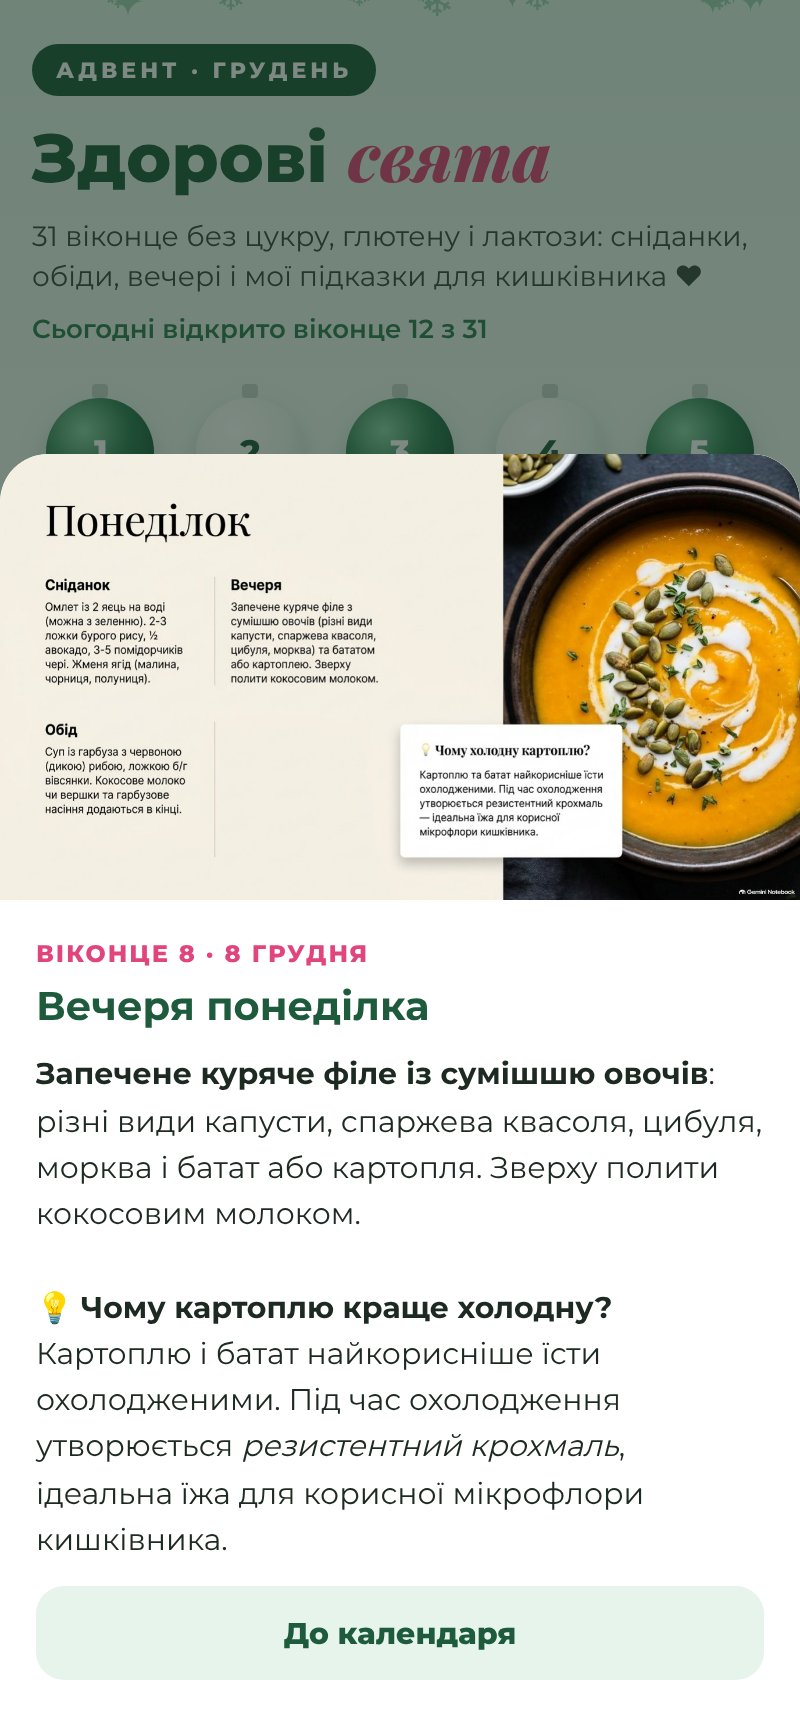 АДВЕНТ · ГРУДЕНЬ
Здорові свята
31 віконце без цукру, глютену і лактози: сніданки,
обіди, вечері і мої підказки для кишківника ♥
Сьогодні відкрито віконце 12 з 31
1 2 3 4 5
Понеділок
Сніданок
Омлет із 2 яєць на воді
(можна з зеленню). 2-3
ложки бурого рису, ½
авокадо, 3-5 помідорчиків
чері. Жменя ягід (малина,
чорниця, полуниця).
Вечеря
Запечене куряче філе з
сумішшю овочів (різні види
капусти, спаржева квасоля,
цибуля, морква) та бататом
або картоплею. Зверху
полити кокосовим молоком.
Обід
Суп із гарбуза з червоною
(дикою) рибою, ложкою б/г
вівсянки. Кокосове молоко
чи вершки та гарбузове
насіння додаються в кінці.
💡 Чому холодну картоплю?
Картоплю та батат найкорисніше їсти
охолодженими. Під час охолодження
утворюється резистентний крохмаль
— ідеальна їжа для корисної
мікрофлори кишківника.
Gemini Notebook
ВІКОНЦЕ 8 · 8 ГРУДНЯ
Вечеря понеділка
Запечене куряче філе із сумішшю овочів:
різні види капусти, спаржева квасоля, цибуля,
морква і батат або картопля. Зверху полити
кокосовим молоком.
💡 Чому картоплю краще холодну?
Картоплю і батат найкорисніше їсти
охолодженими. Під час охолодження
утворюється резистентний крохмаль,
ідеальна їжа для корисної мікрофлори
кишківника.
До календаря